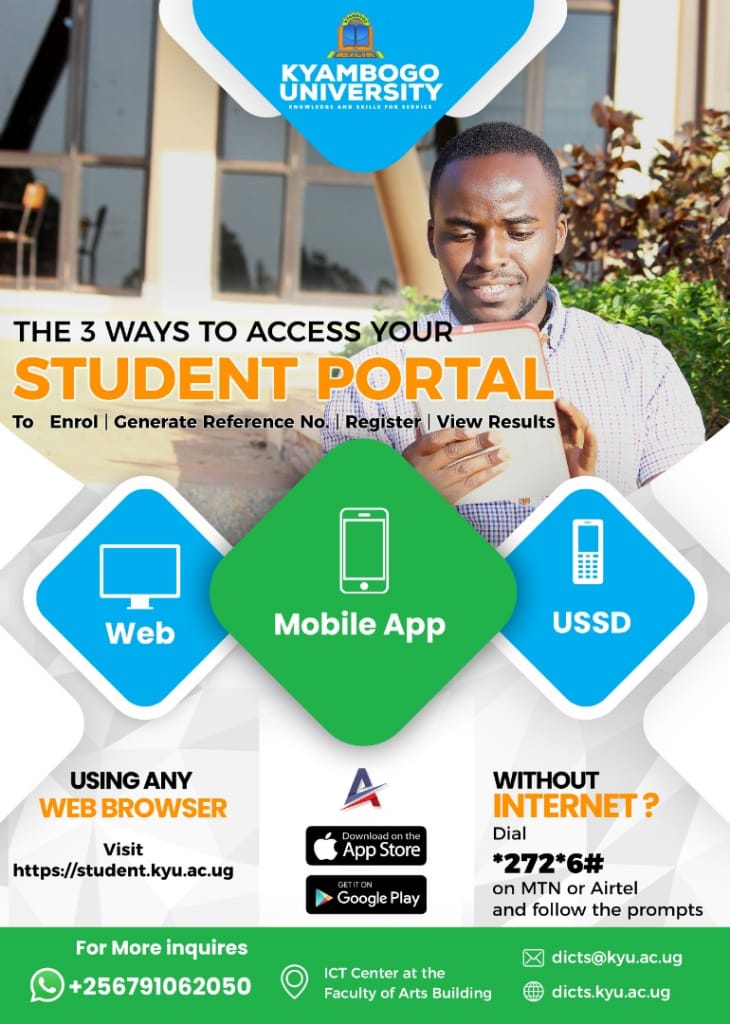 KYAMBOGO
UNIVERSITY
KNOWLEDGE AND SKILLS FOR SERVICE
THE 3 WAYS TO ACCESS YOUR
STUDENT PORTAL
To Enrol | Generate Reference No. | Register | View Results
Web
Mobile App
USSD
USING ANY
WEB BROWSER
Visit
https://student.kyu.ac.ug
Download on the
App Store
GET IT ON
Google Play
WITHOUT
INTERNET ?
Dial
*272*6#
on MTN or Airtel
and follow the prompts
For More inquires
+256791062050
ICT Center at the
Faculty of Arts Building
dicts@kyu.ac.ug
dicts.kyu.ac.ug